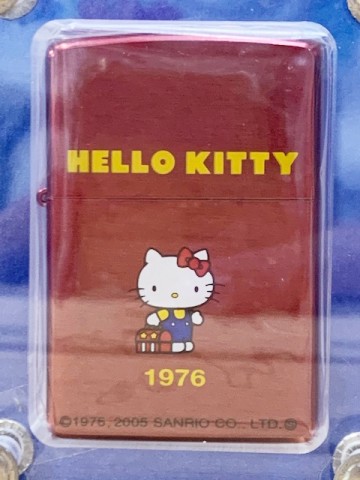 HELLO KITTY
1976
©1976, 2005 SANRIO CO., LTD.